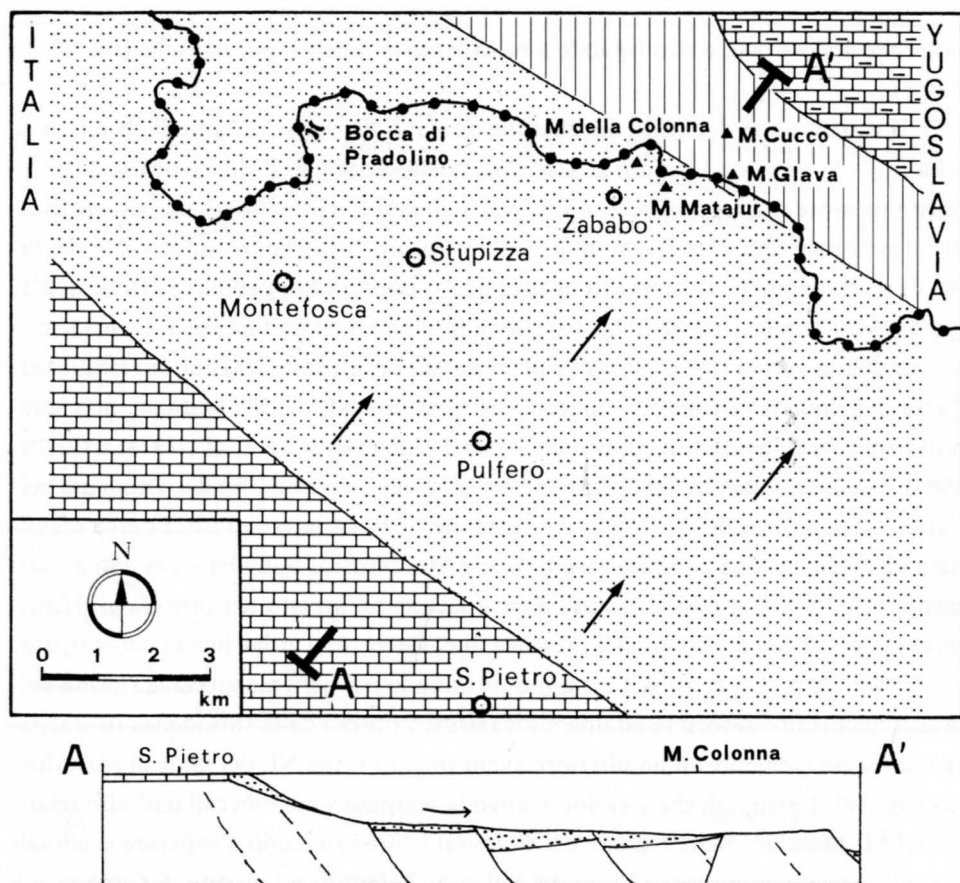 ITALIA
YUGOSLAVIA
A'
M. della Colonna
M. Cucco
Bocca di
Pradolino
M. Glava
M. Matajur
Zababo
Stupizza
Montefosca
Pulfero
N
1 2 3
km
A
S. Pietro
A S. Pietro M. Colonna A'